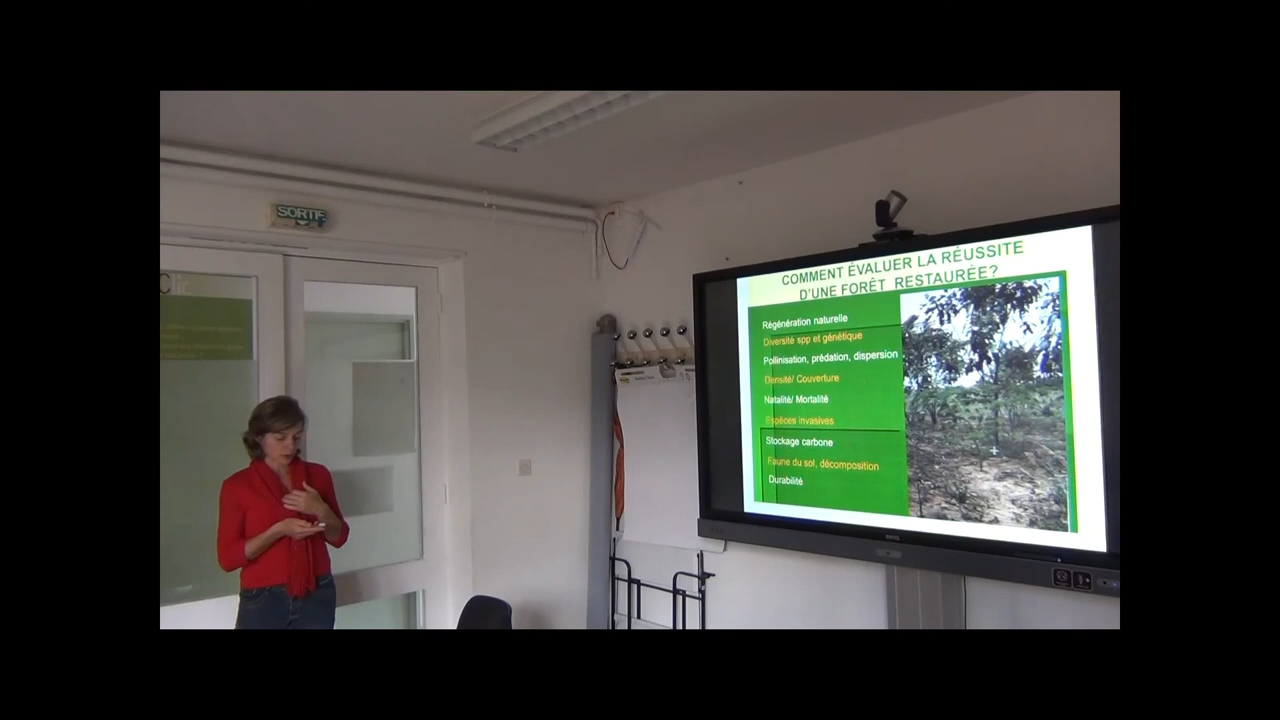 SORTIE
COMMENT ÉVALUER LA RÉUSSITE
D'UNE FORÊT RESTAURÉE?
Régénération naturelle
Diversité spp et génétique
Pollinisation, prédation, dispersion
Densité/ Couverture
Natalité/ Mortalité
Espèces invasives
Stockage carbone
Faune du sol, décomposition
Durabilité